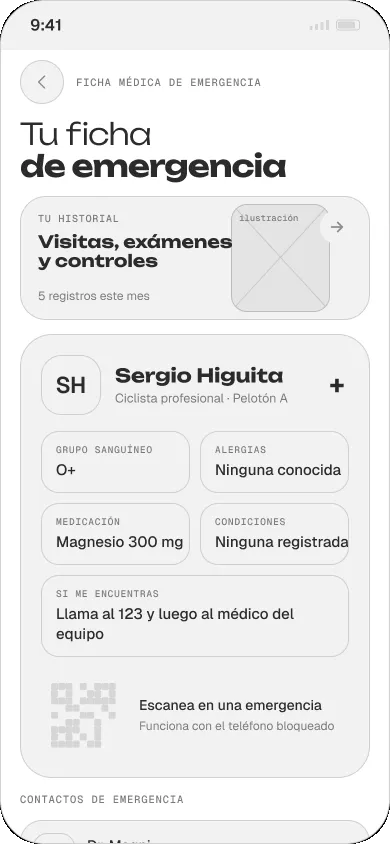 9:41
FICHA MÉDICA DE EMERGENCIA
Tu ficha
de emergencia
TU HISTORIAL
ilustración
Visitas, exámenes
y controles
5 registros este mes
SH
Sergio Higuita
Ciclista profesional · Pelotón A
+
GRUPO SANGUÍNEO
O+
ALERGIAS
Ninguna conocida
MEDICACIÓN
Magnesio 300 mg
CONDICIONES
Ninguna registrada
SI ME ENCUENTRAS
Llama al 123 y luego al médico del
equipo
Escanea en una emergencia
Funciona con el teléfono bloqueado
CONTACTOS DE EMERGENCIA